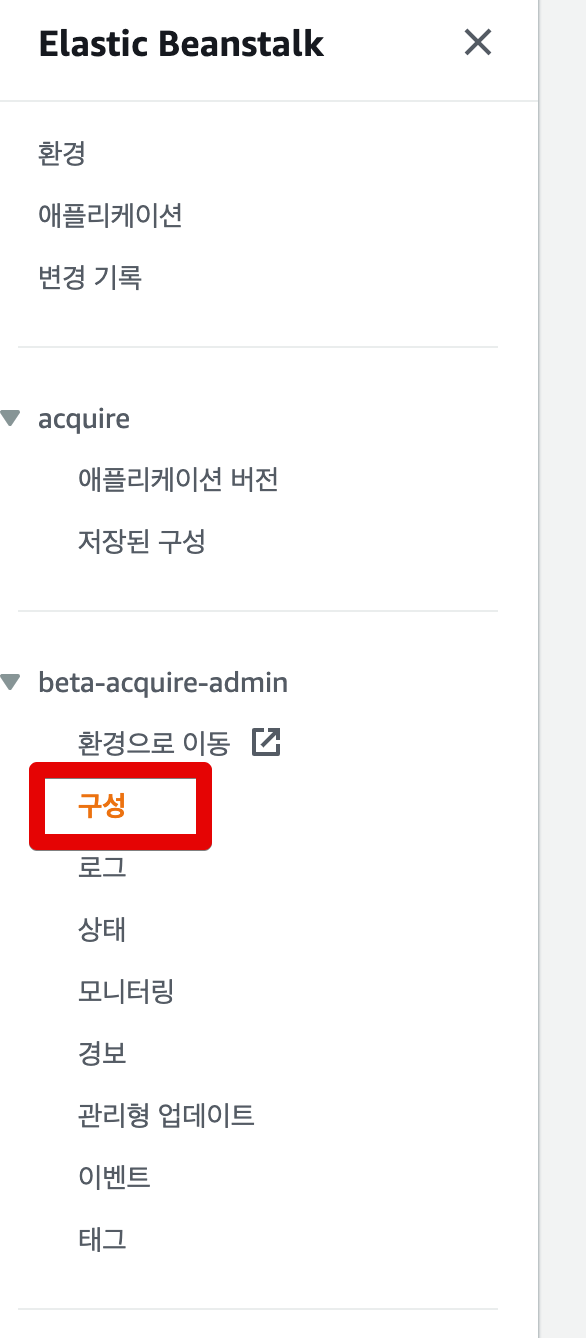 Elastic Beanstalk
환경
애플리케이션
변경 기록
acquire
애플리케이션 버전
저장된 구성
beta-acquire-admin
환경으로 이동
구성
로그
상태
모니터링
경보
관리형 업데이트
이벤트
태그